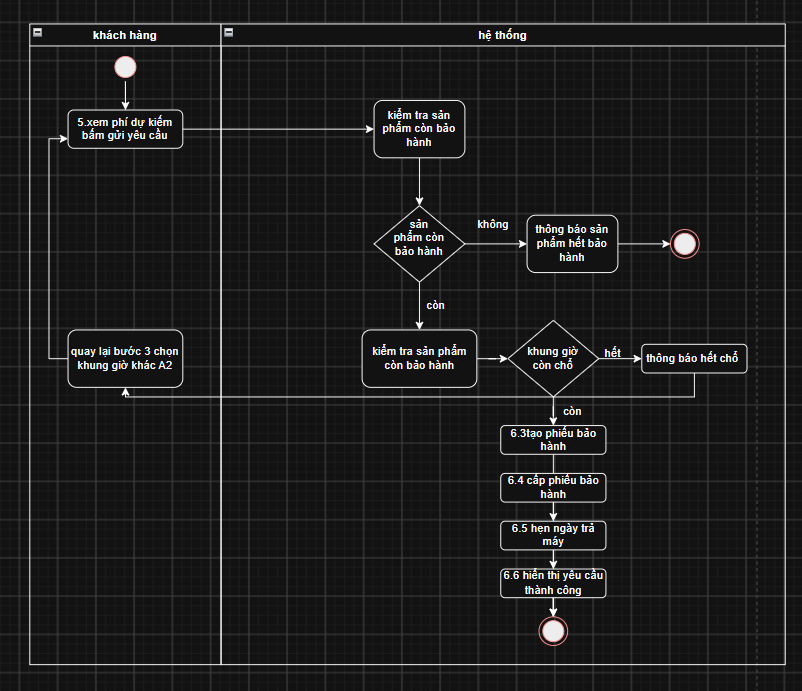 khách hàng
hệ thống
5.xem phí dự kiếm
bấm gửi yêu cầu
kiểm tra sản
phẩm còn bảo
hành
sản
phẩm còn
bảo hành
không
thông báo sản
phẩm hết bảo
hành
còn
quay lại bước 3 chọn
khung giờ khác A2
kiểm tra sản phẩm
còn bảo hành
khung giờ
còn chỗ
hết
thông báo hết chỗ
còn
6.3tạo phiếu bảo
hành
6.4 cấp phiếu bảo
hành
6.5 hẹn ngày trả
máy
6.6 hiển thị yêu cầu
thành công